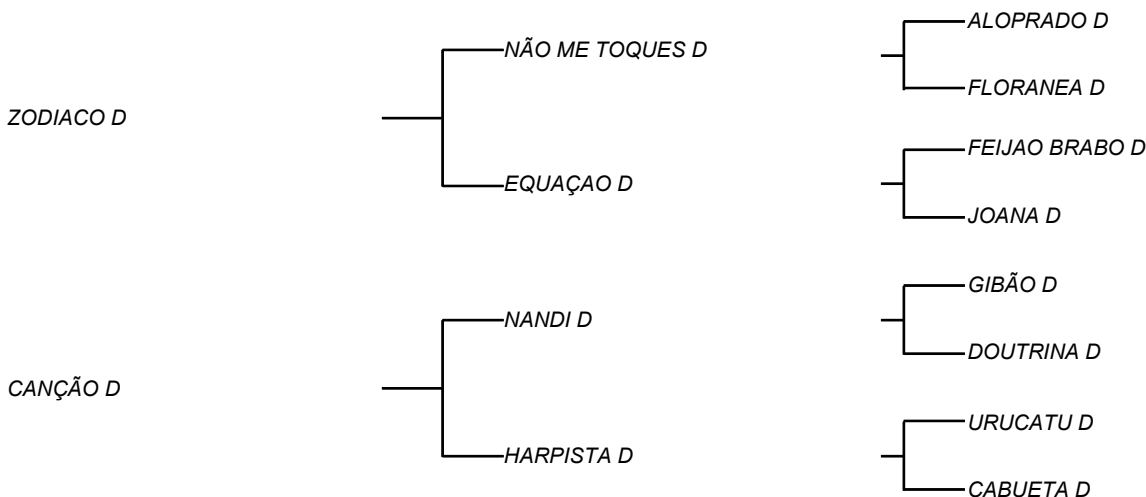 ALOPRADO D
NÃO ME TOQUES D
FLORANEA D
ZODIACO D
FEIJAO BRABO D
EQUAÇAO D
JOANA D
GIBÃO D
NANDI D
DOUTRINA D
CANÇÃO D
URUCATU D
HARPISTA D
CABUETA D